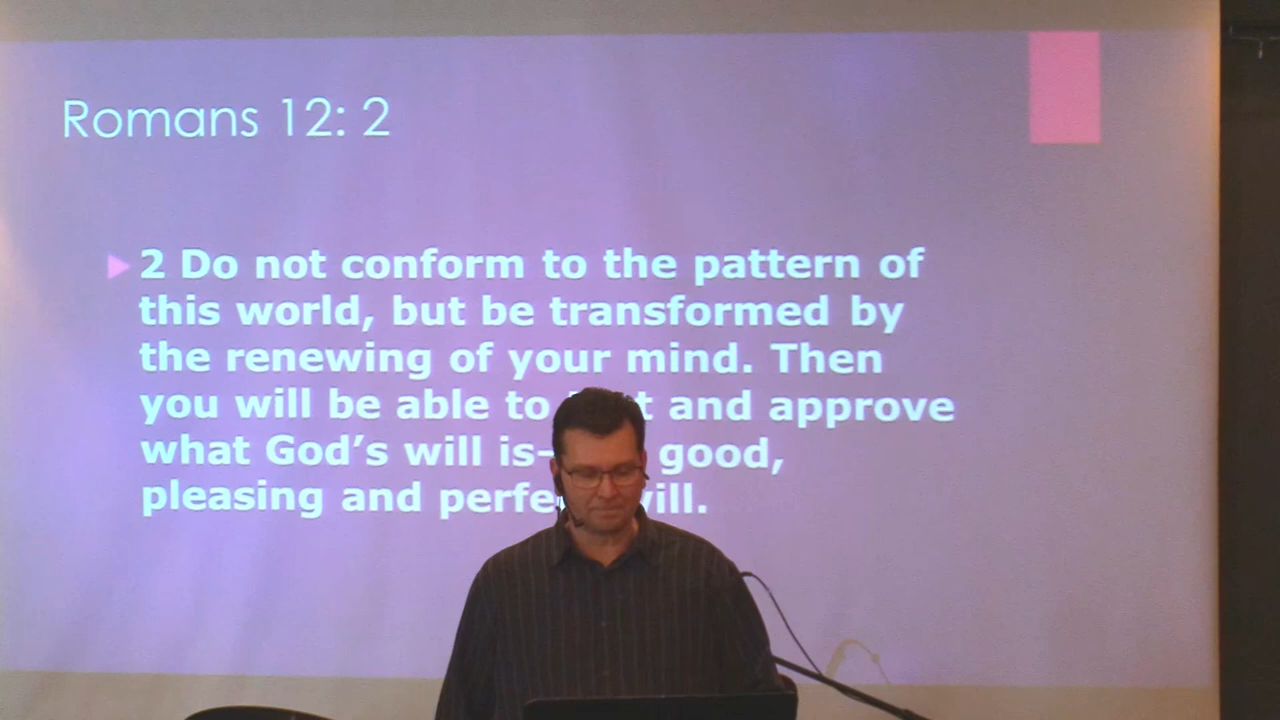 Romans 12: 2
2 Do not conform to the pattern of
this world, but be transformed by
the renewing of your mind. Then
you will be able to and approve
what God's will is- good,
pleasing and will.